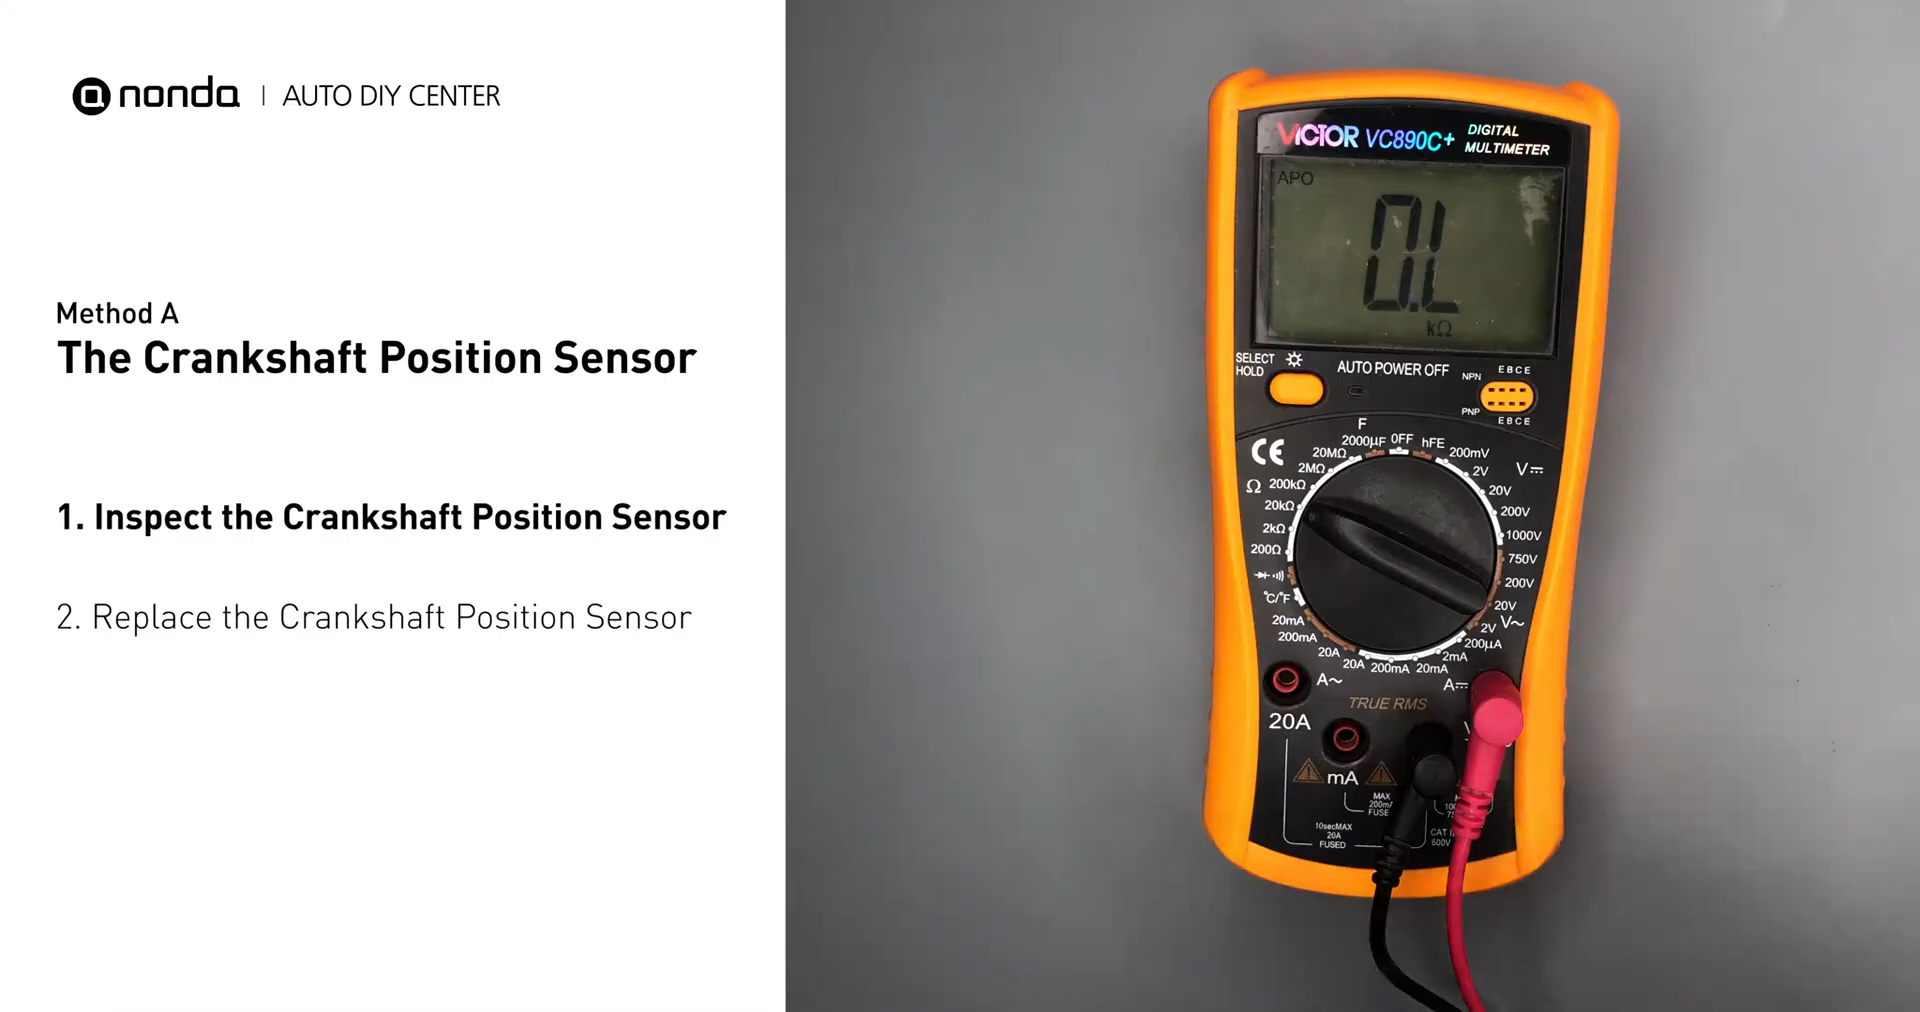 nonda | AUTO DIY CENTER
Method A
The Crankshaft Position Sensor
1. Inspect the Crankshaft Position Sensor
2. Replace the Crankshaft Position Sensor
VICTOR VC890C+ DIGITAL MULTIMETER
APO
0.L
kΩ
SELECT
HOLD
AUTO POWER OFF
NPN
EBCE
PNP
EBCE
CE
F
2000µF
OFF
hFE
200mV
2V
V
20V
200V
1000V
750V
200V
20V
2V
V~
200µA
2mA
20mA
200mA
20A
20A
200mA
20mA
°C/°F
200Ω
2kΩ
20kΩ
Ω
200kΩ
2MΩ
20MΩ
A~
A
TRUE RMS
20A
mA
MAX
200mA
FUSE
10secMAX
20A
FUSED
CAT
600V